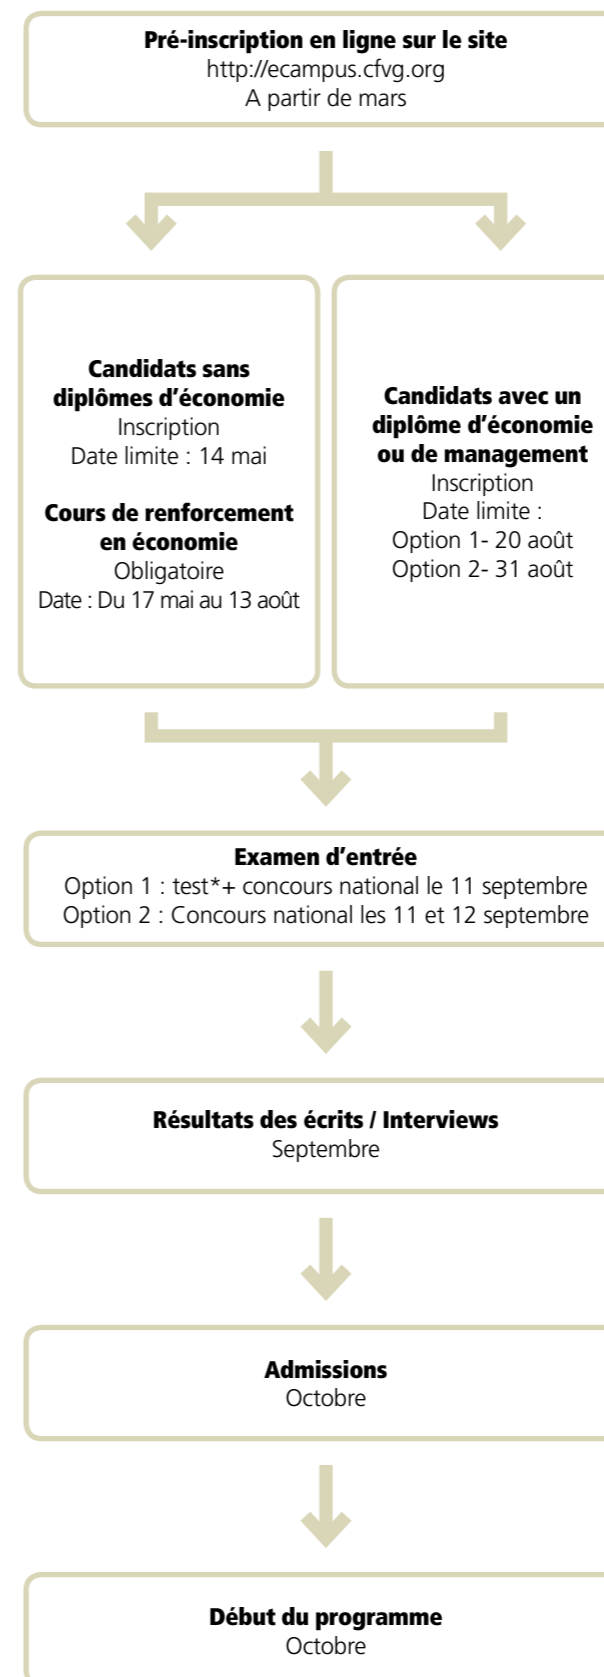 Pré-inscription en ligne sur le site
http://ecampus.cfvg.org
A partir de mars
Candidats sans
diplômes d’économie
Inscription
Date limite : 14 mai
Cours de renforcement
en économie
Obligatoire
Date : Du 17 mai au 13 août
Candidats avec un
diplôme d’économie
ou de management
Inscription
Date limite :
Option 1- 20 août
Option 2- 31 août
Examen d’entrée
Option 1 : test*+ concours national le 11 septembre
Option 2 : Concours national les 11 et 12 septembre
Résultats des écrits / Interviews
Septembre
Admissions
Octobre
Début du programme
Octobre